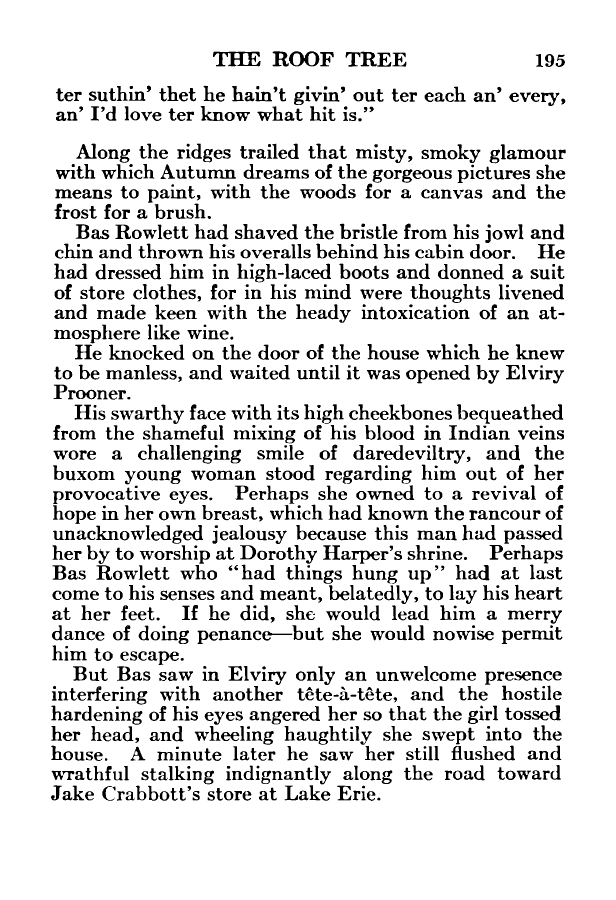 THE ROOF TREE 195
ter suthin' thet he hain't givin' out ter each an' every,
an' I'd love ter know what hit is."
Along the ridges trailed that misty, smoky glamour
with which Autumn dreams of the gorgeous pictures she
means to paint, with the woods for a canvas and the
frost for a brush.
Bas Rowlett had shaved the bristle from his jowl and
chin and thrown his overalls behind his cabin door. He
had dressed him in high-laced boots and donned a suit
of store clothes, for in his mind were thoughts livened
and made keen with the heady intoxication of an at-
mosphere like wine.
He knocked on the door of the house which he knew
to be manless, and waited until it was opened by Elviry
Prooner.
His swarthy face with its high cheekbones bequeathed
from the shameful mixing of his blood in Indian veins
wore a challenging smile of daredeviltry, and the
buxom young woman stood regarding him out of her
provocative eyes. Perhaps she owned to a revival of
hope in her own breast, which had known the rancour of
unacknowledged jealousy because this man had passed
her by to worship at Dorothy Harper's shrine. Perhaps
Bas Rowlett who "had things hung up" had at last
come to his senses and meant, belatedly, to lay his heart
at her feet. If he did, she would lead him a merry
dance of doing penance—but she would nowise permit
him to escape.
But Bas saw in Elviry only an unwelcome presence
interfering with another tête-à-tête, and the hostile
hardening of his eyes angered her so that the girl tossed
her head, and wheeling haughtily she swept into the
house. A minute later he saw her still flushed and
wrathful stalking indignantly along the road toward
Jake Crabbott's store at Lake Erie.